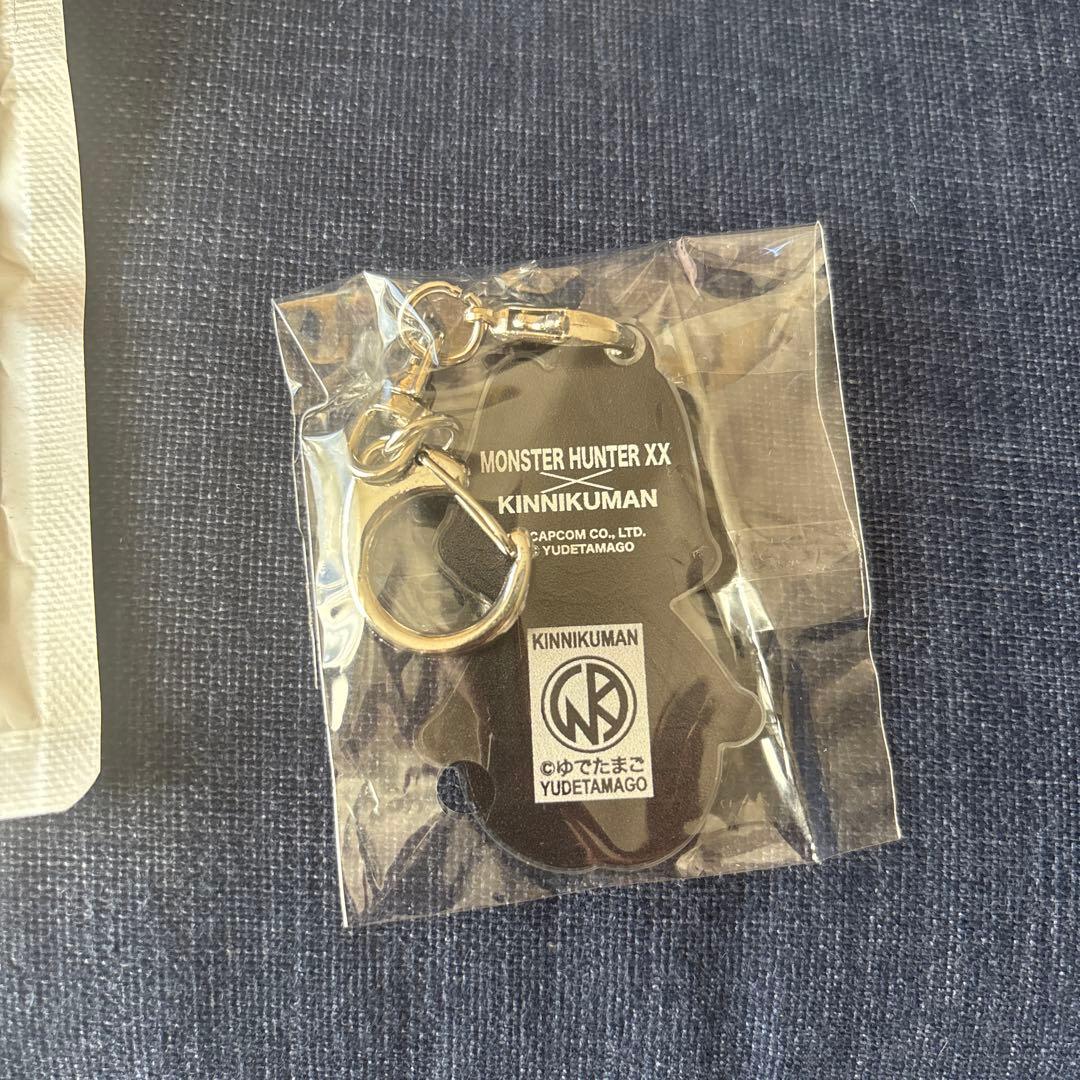 MONSTER HUNTER XX
×
KINNIKUMAN
CAPCOM CO., LTD.
© YUDETAMAGO
KINNIKUMAN
©ゆでたまご
YUDETAMAGO